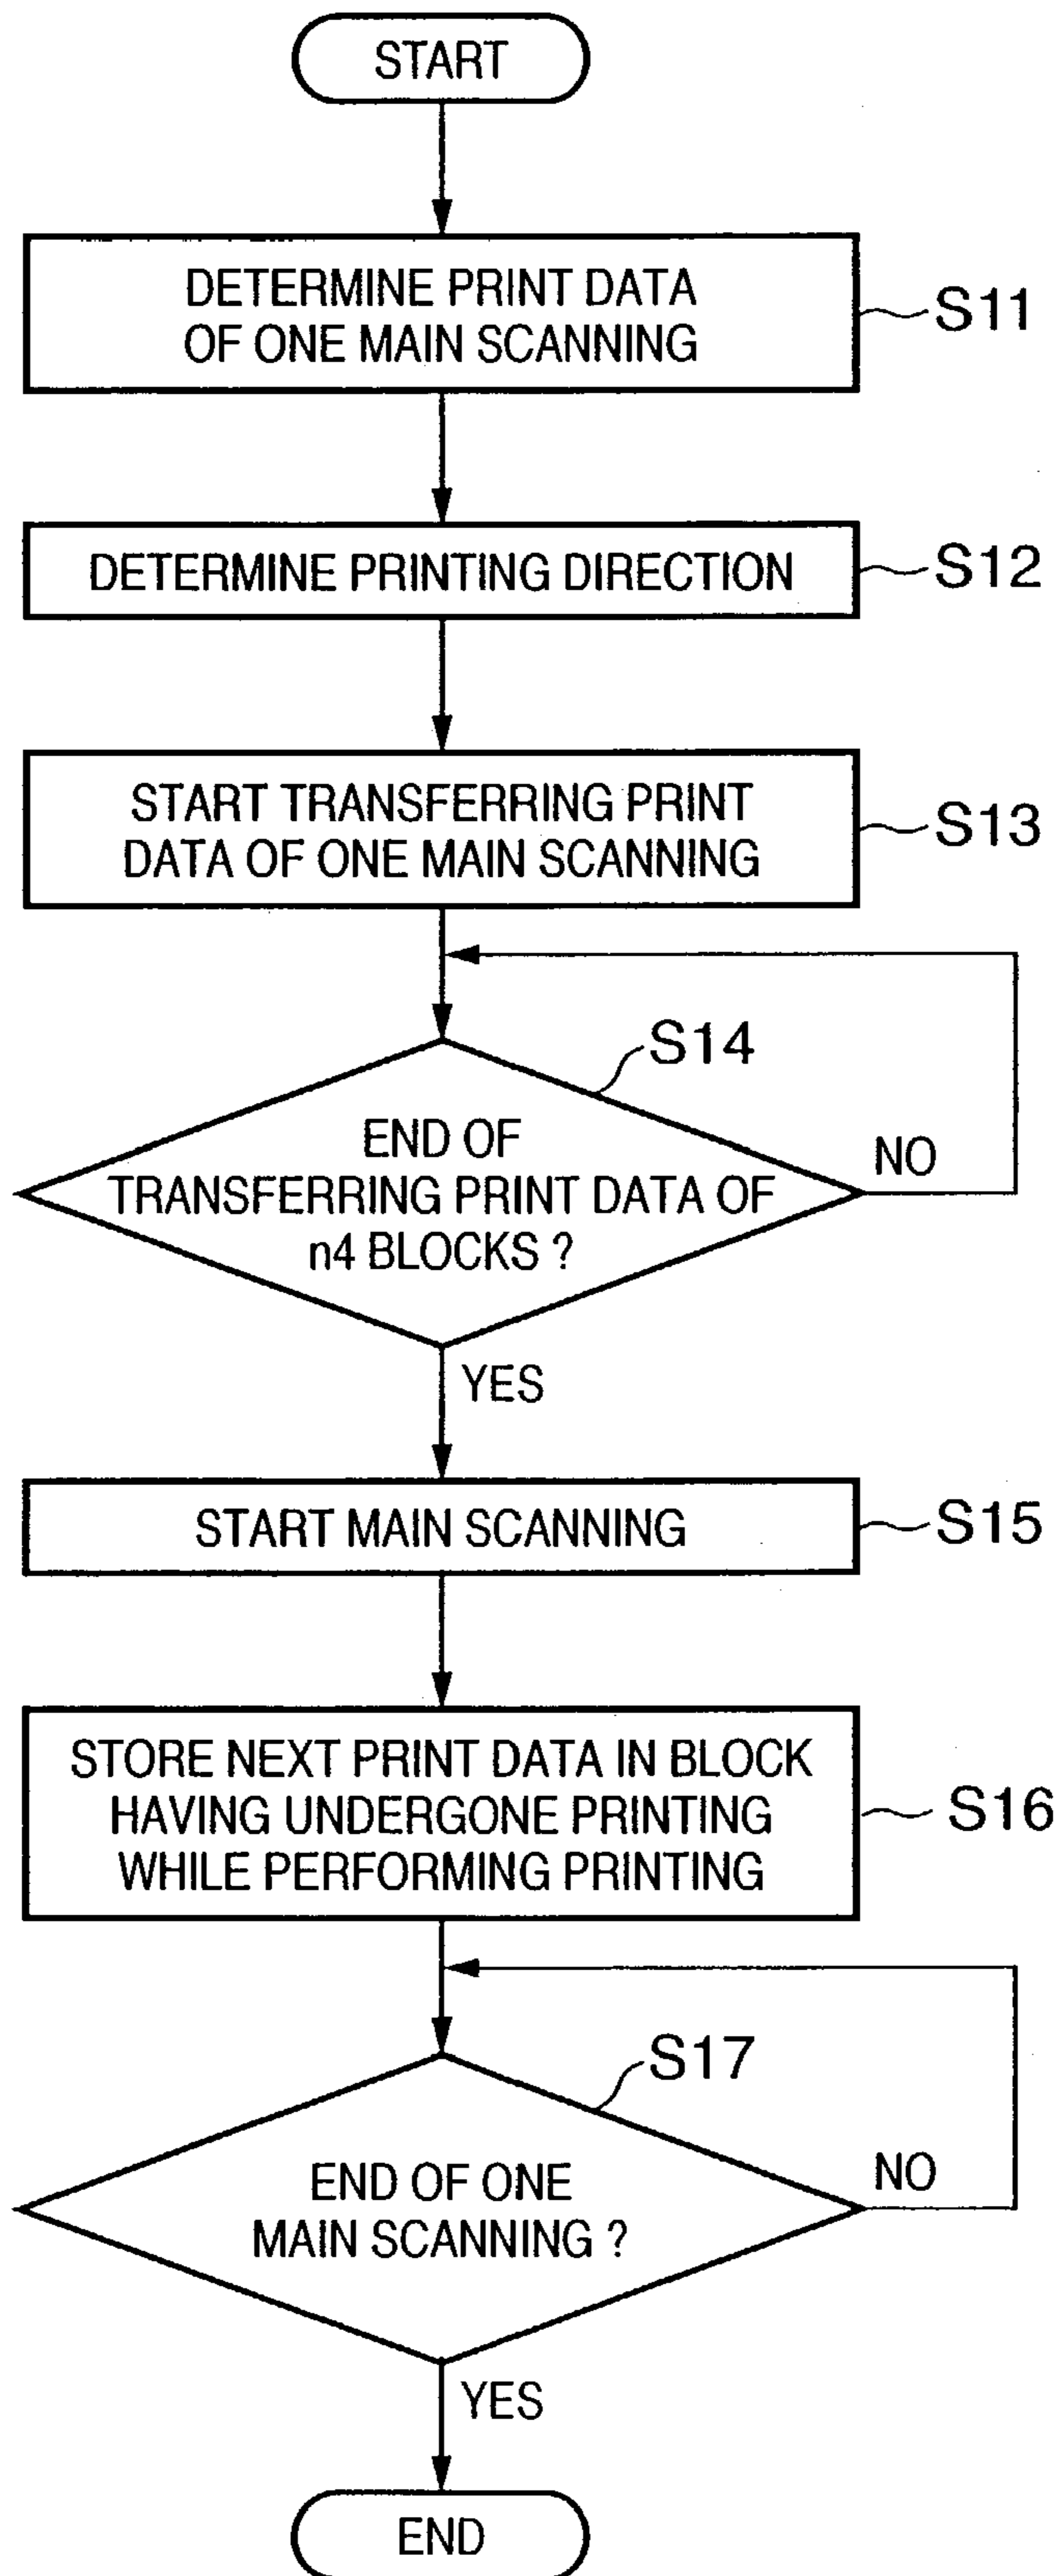 START
DETERMINE PRINT DATA
OF ONE MAIN SCANNING
S11
DETERMINE PRINTING DIRECTION
S12
START TRANSFERRING PRINT
DATA OF ONE MAIN SCANNING
S13
S14
END OF
TRANSFERRING PRINT DATA OF
n4 BLOCKS ?
NO
YES
START MAIN SCANNING
S15
STORE NEXT PRINT DATA IN BLOCK
HAVING UNDERGONE PRINTING
WHILE PERFORMING PRINTING
S16
S17
END OF ONE
MAIN SCANNING ?
NO
YES
END